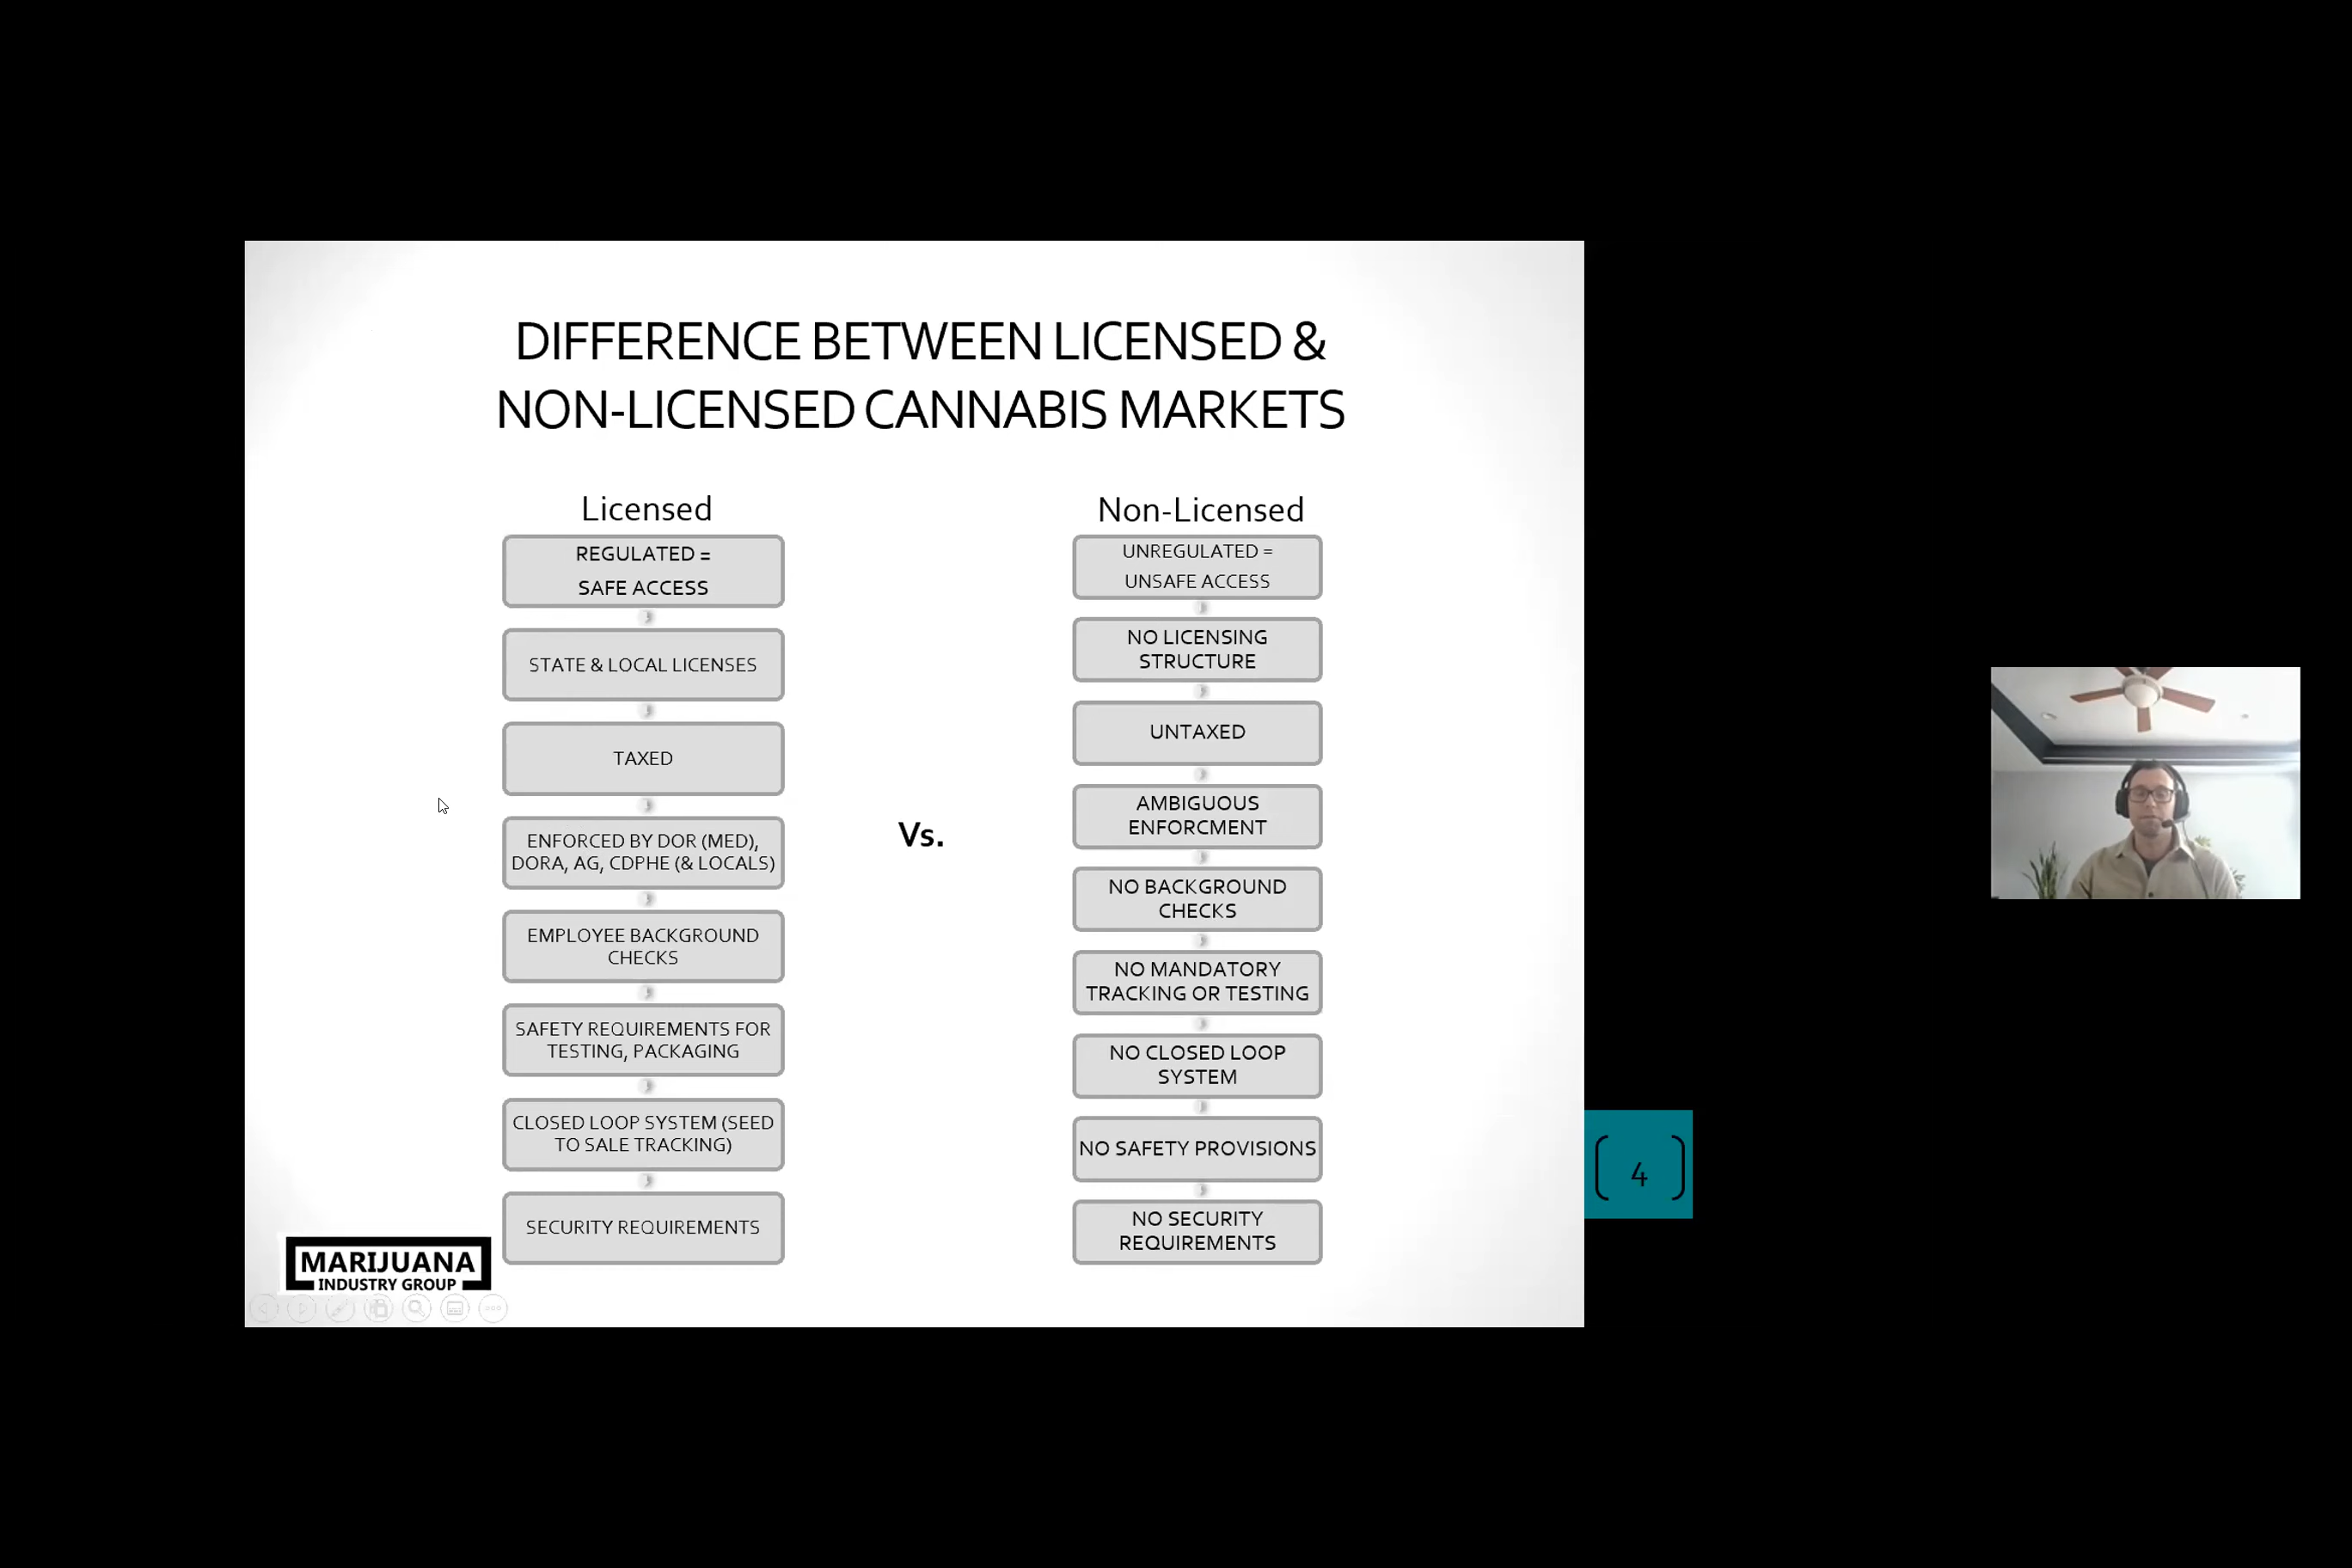 DIFFERENCE BETWEEN LICENSED &
NON-LICENSED CANNABIS MARKETS
Licensed
REGULATED =
SAFE ACCESS
STATE & LOCAL LICENSES
TAXED
ENFORCED BY DOR (MED),
DORA, AG, CDPHE (& LOCALS)
EMPLOYEE BACKGROUND
CHECKS
SAFETY REQUIREMENTS FOR
TESTING, PACKAGING
CLOSED LOOP SYSTEM (SEED
TO SALE TRACKING)
SECURITY REQUIREMENTS
Vs.
Non-Licensed
UNREGULATED =
UNSAFE ACCESS
NO LICENSING
STRUCTURE
UNTAXED
AMBIGUOUS
ENFORCMENT
NO BACKGROUND
CHECKS
NO MANDATORY
TRACKING OR TESTING
NO CLOSED LOOP
SYSTEM
NO SAFETY PROVISIONS
NO SECURITY
REQUIREMENTS
MARIJUANA
INDUSTRY GROUP
4